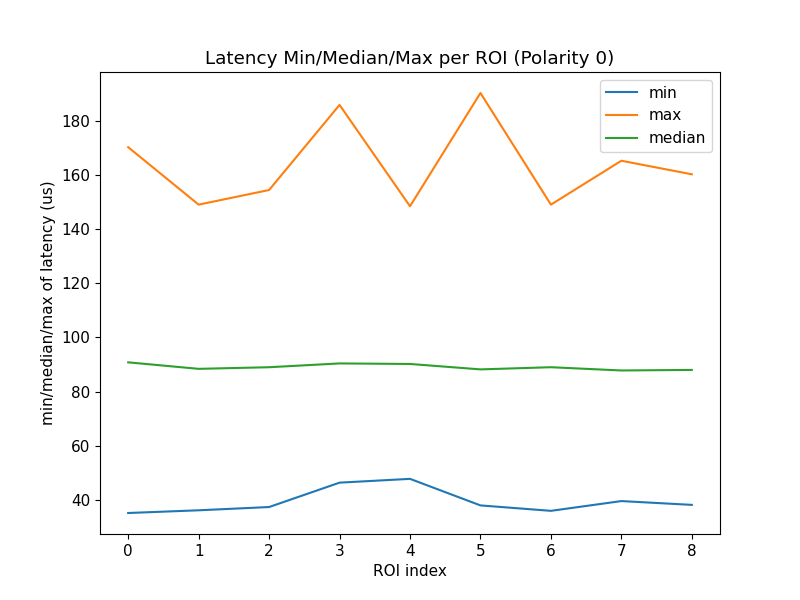 Latency Min/Median/Max per ROI (Polarity 0)
min
max
median
min/median/max of latency (us)
180
160
140
120
100
80
60
40
0 1 2 3 4 5 6 7 8
ROI index